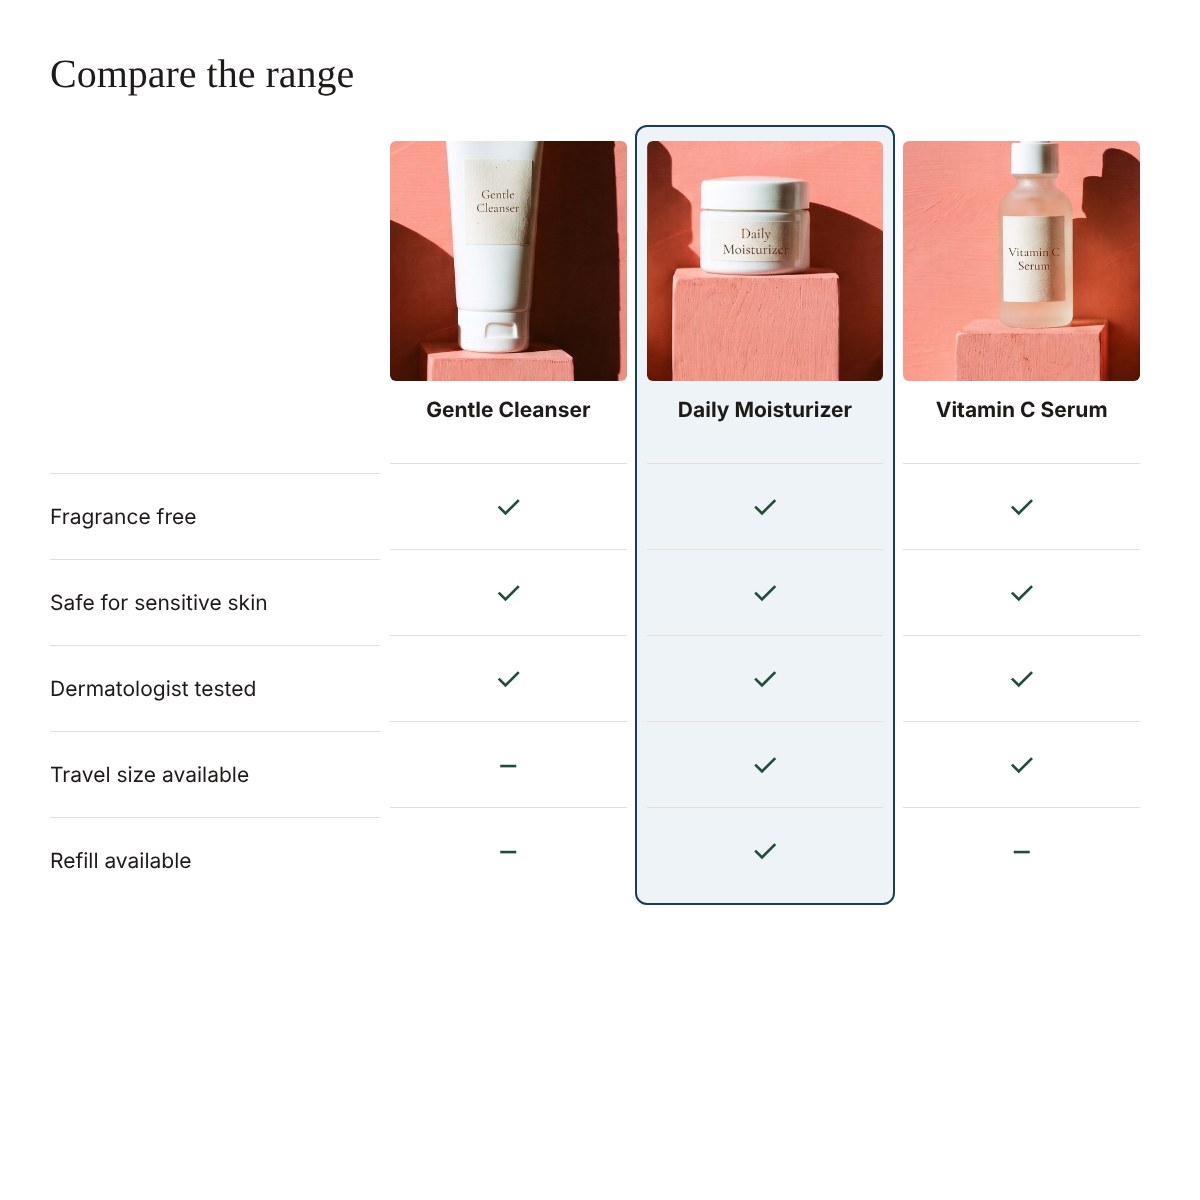 Compare the range
Gentle
Cleanser
Daily
Moisturizer
Vitamin C
Serum
Gentle Cleanser
Daily Moisturizer
Vitamin C Serum
Fragrance free
Safe for sensitive skin
Dermatologist tested
Travel size available
Refill available